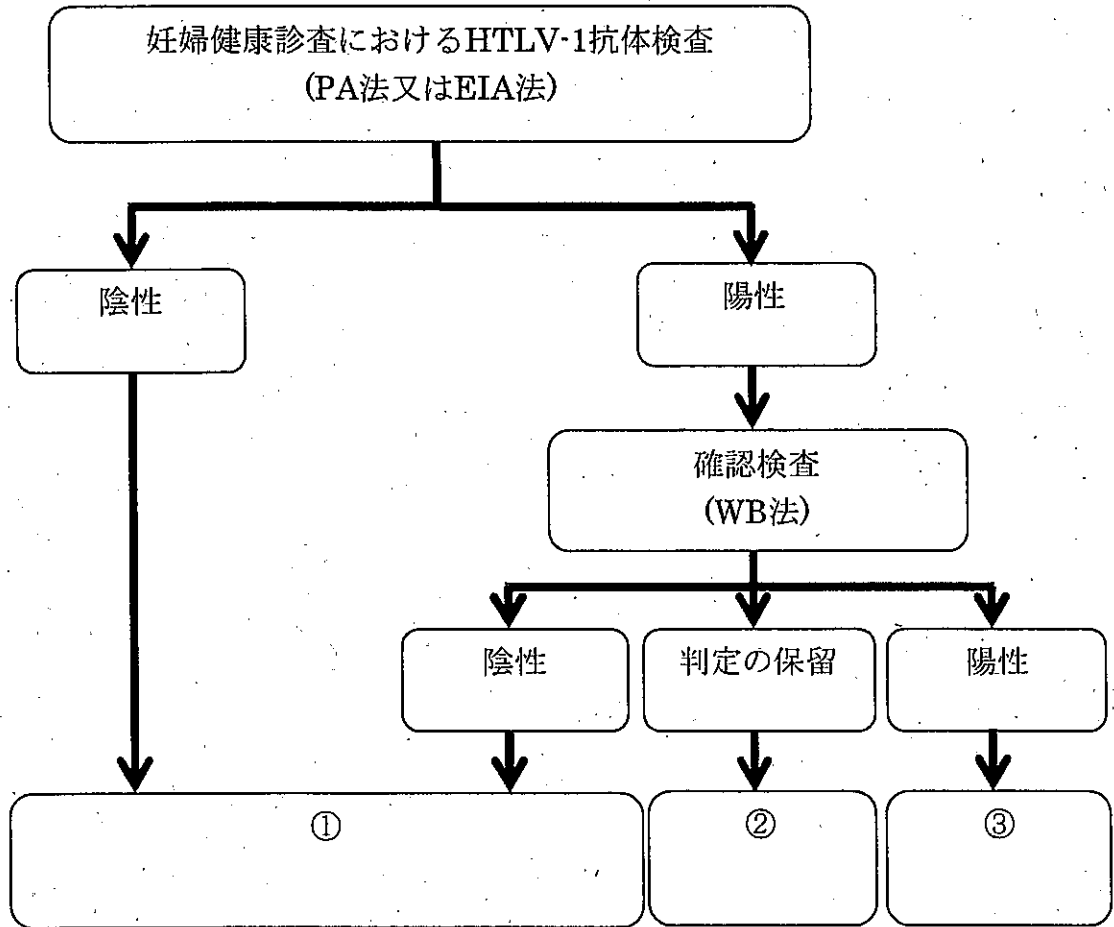 妊婦健康診査におけるHTLV-1抗体検査
(PA法又はEIA法)
陰性
陽性
確認検査
(WB法)
陰性
判定の保留
陽性
①
②
③